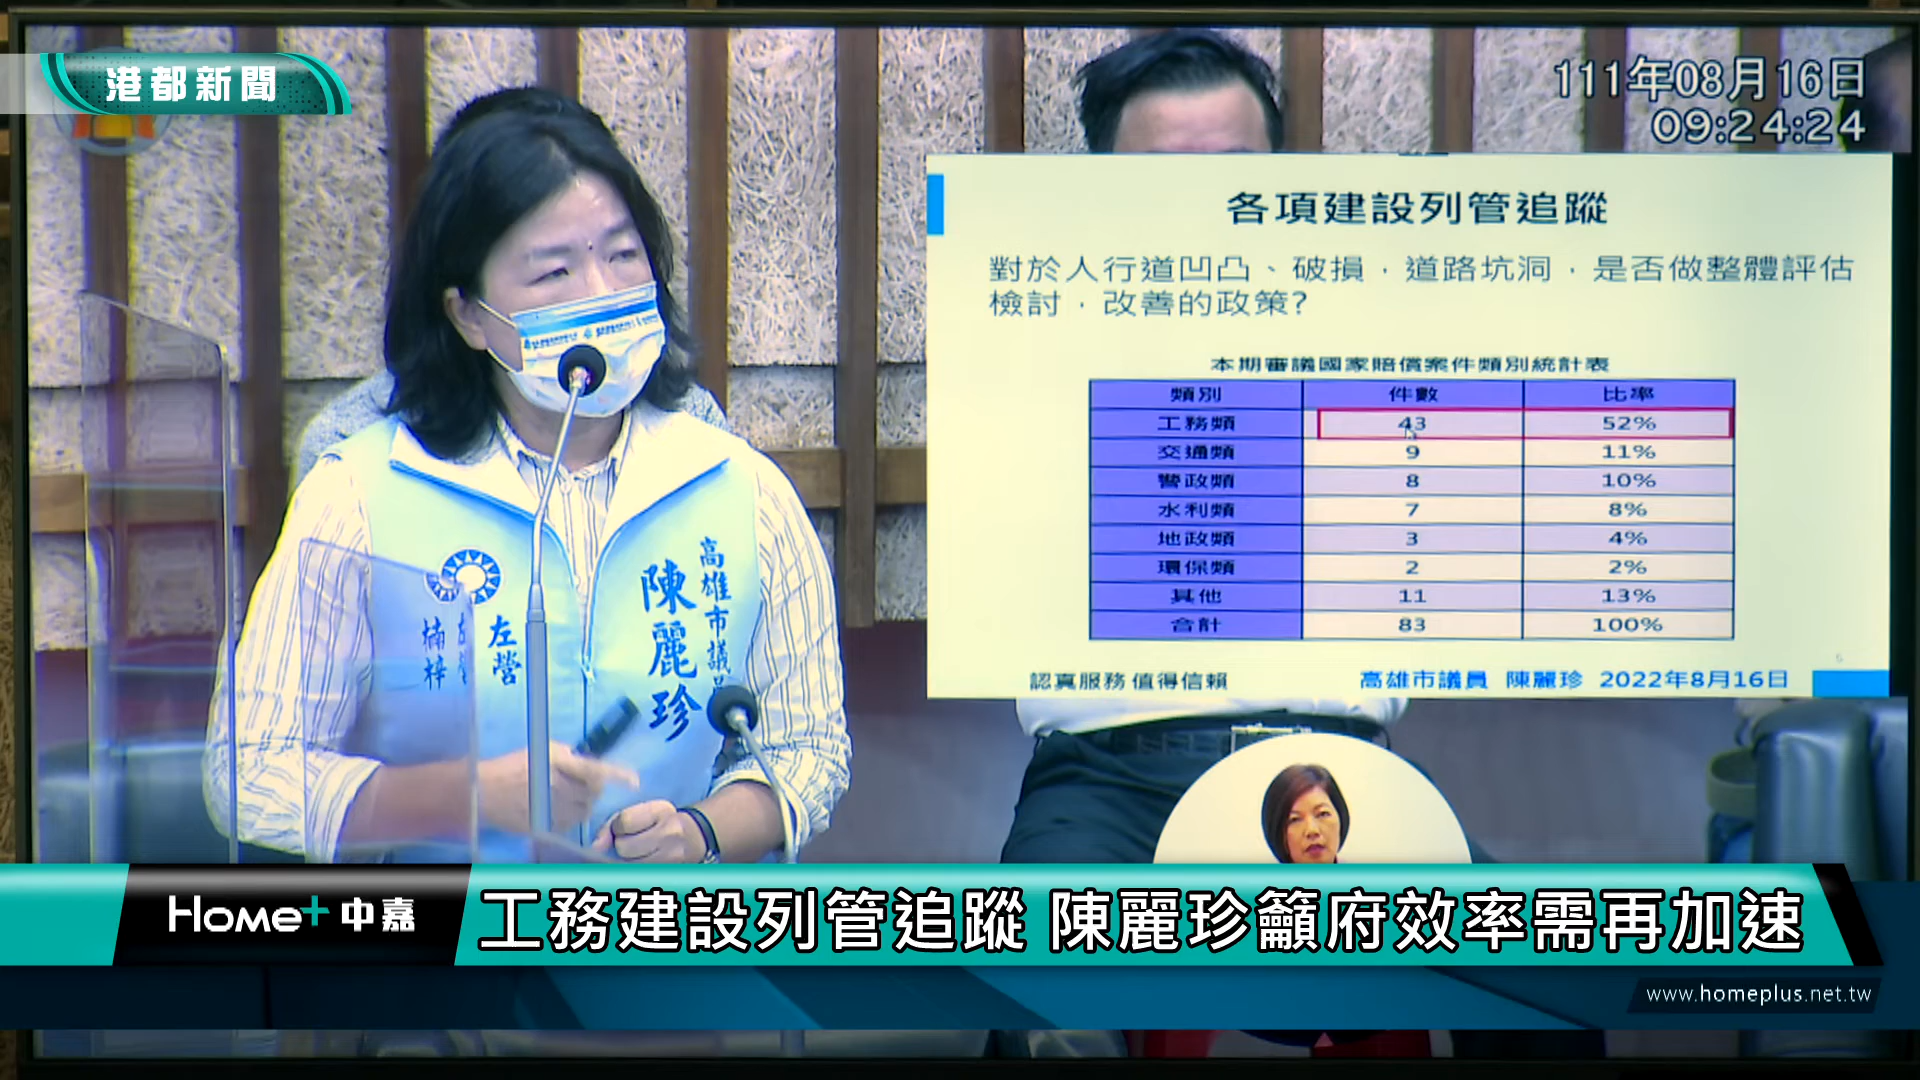 港都新聞
111年08月16日
09:24:24
各項建設列管追蹤
對於人行道凹凸、破損，道路坑洞，是否做整體評估
檢討，改善的政策?
本期審議國家賠償案件類別統計表
類別 件數 比率
工務類 43 52%
交通類 9 11%
警政類 8 10%
水利類 7 8%
地政類 3 4%
環保類 2 2%
其他 11 13%
合計 83 100%
認真服務 值得信賴
高雄市議員 陳麗珍 2022年8月16日
高雄市議員
陳麗珍
左營
楠梓
Home+ 中嘉
工務建設列管追蹤 陳麗珍籲府效率需再加速
www.homeplus.net.tw